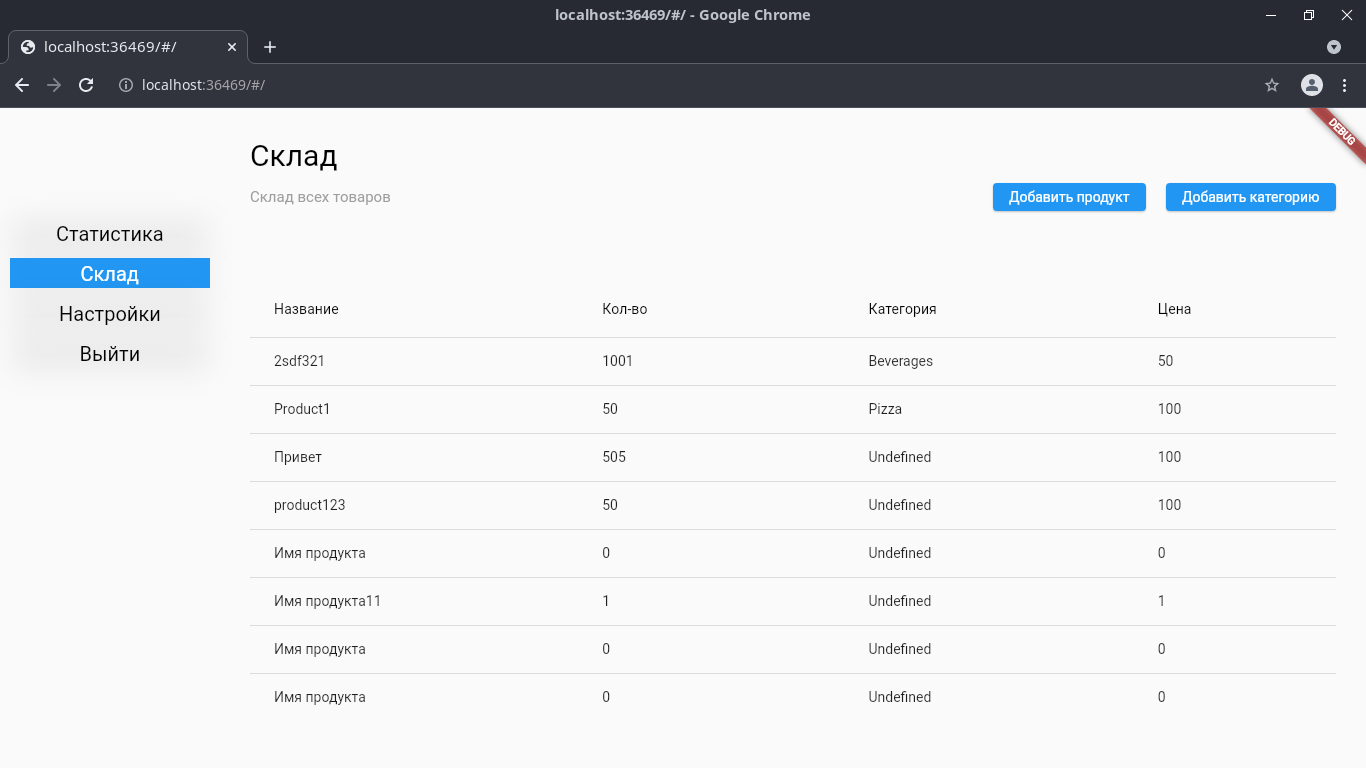 localhost:36469/#/ - Google Chrome
localhost:36469/#/
localhost:36469/#/
DEBUG
Склад
Склад всех товаров
Добавить продукт Добавить категорию
Статистика
Склад
Настройки
Выйти
Название Кол-во Категория Цена
2sdf321 1001 Beverages 50
Product1 50 Pizza 100
Привет 505 Undefined 100
product123 50 Undefined 100
Имя продукта 0 Undefined 0
Имя продукта11 1 Undefined 1
Имя продукта 0 Undefined 0
Имя продукта 0 Undefined 0